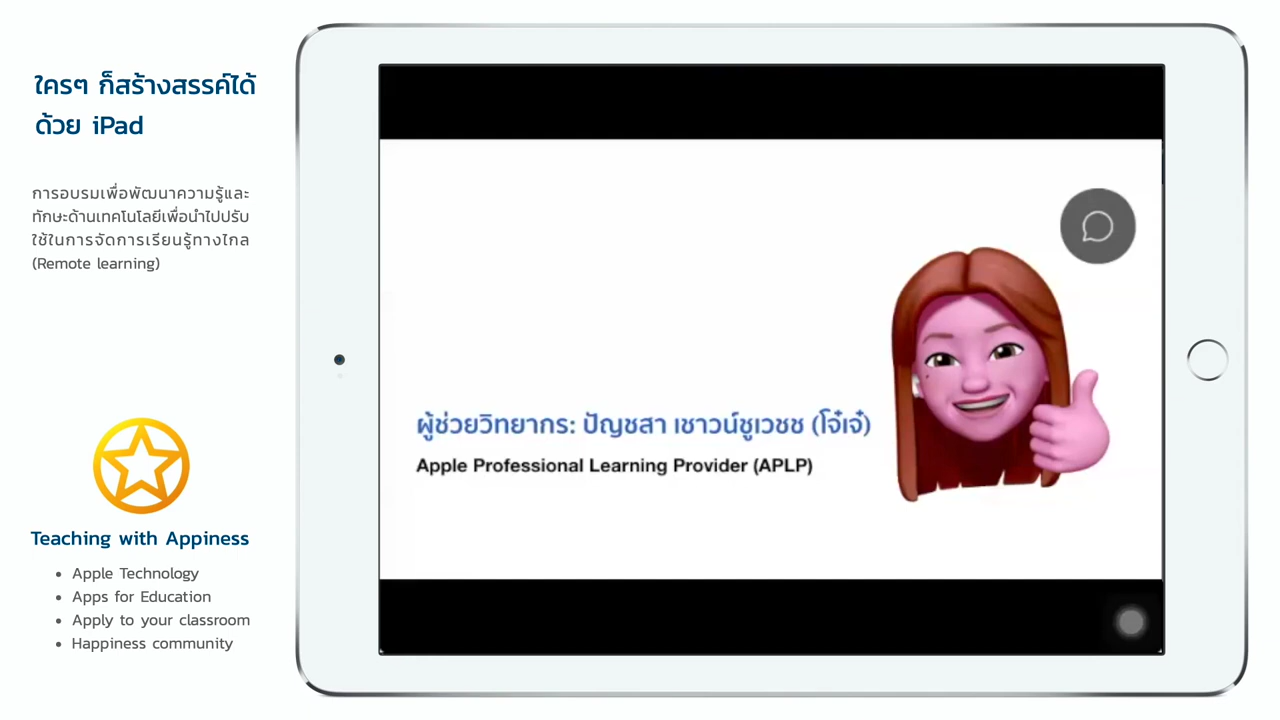 ใครๆ ก็สร้างสรรค์ได้
ด้วย iPad
การอบรมเพื่อพัฒนาความรู้และ
ทักษะด้านเทคโนโลยีเพื่อนำไปปรับ
ใช้ในการจัดการเรียนรู้ทางไกล
(Remote learning)
Teaching with Appiness
• Apple Technology
• Apps for Education
• Apply to your classroom
• Happiness community
ผู้ช่วยวิทยากร: ปัญชสา เชาวน์ชูเวชช (โจ๋เจ๋)
Apple Professional Learning Provider (APLP)